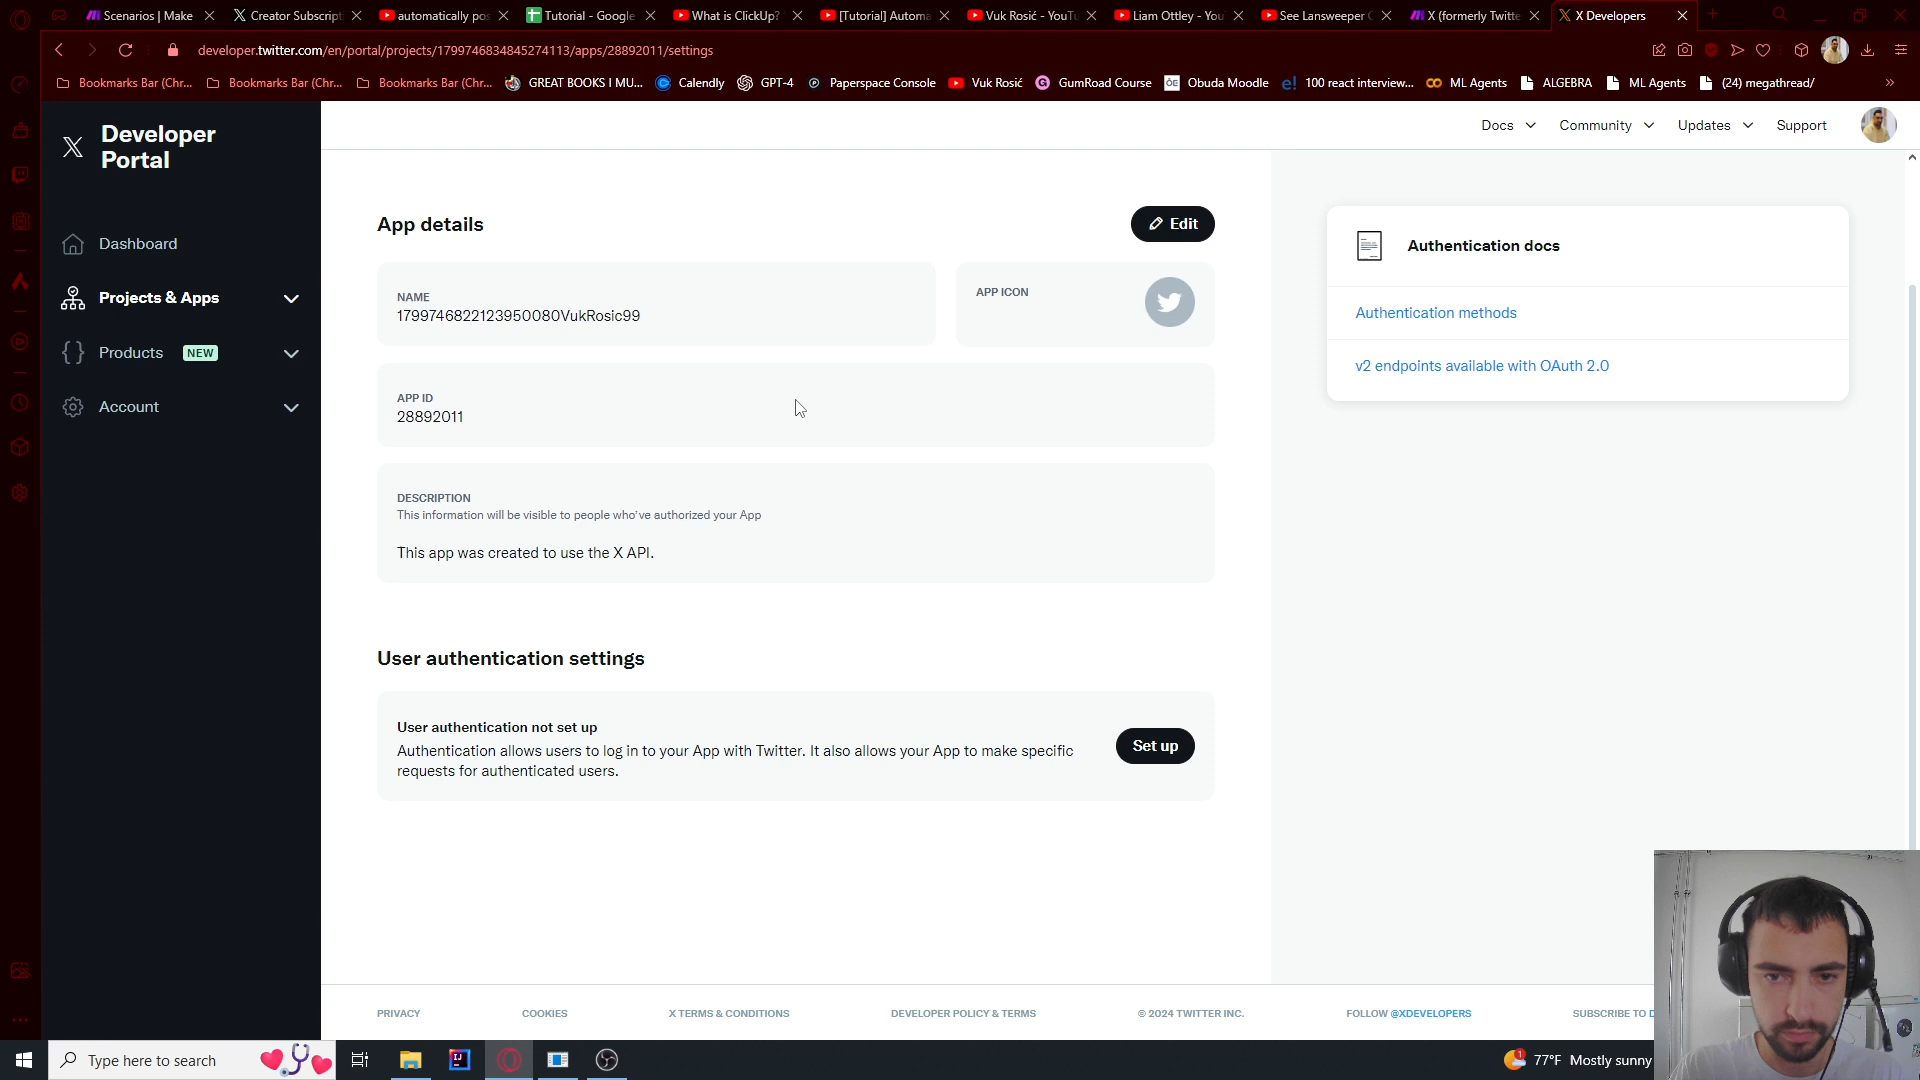 Scenarios | Make
Creator Subscripti
automatically pos
Tutorial - Google
What is ClickUp?
[Tutorial] Automa
Vuk Rosić - YouTu
Liam Ottley - You
See Lansweeper C
X (formerly Twitte
X Developers
developer.twitter.com/en/portal/projects/1799746834845274113/apps/28892011/settings
Bookmarks Bar (Chr...
Bookmarks Bar (Chr...
Bookmarks Bar (Chr...
GREAT BOOKS I MU...
Calendly
GPT-4
Paperspace Console
Vuk Rosić
GumRoad Course
Obuda Moodle
100 react interview...
ML Agents
ALGEBRA
ML Agents
(24) megathread/
Developer
Portal
Docs
Community
Updates
Support
Dashboard
Projects & Apps
Products NEW
Account
App details
Edit
NAME
1799746822123950080VukRosic99
APP ICON
APP ID
28892011
DESCRIPTION
This information will be visible to people who've authorized your App
This app was created to use the X API.
User authentication settings
User authentication not set up
Authentication allows users to log in to your App with Twitter. It also allows your App to make specific
requests for authenticated users.
Set up
Authentication docs
Authentication methods
v2 endpoints available with OAuth 2.0
PRIVACY
COOKIES
X TERMS & CONDITIONS
DEVELOPER POLICY & TERMS
© 2024 TWITTER INC.
FOLLOW @XDEVELOPERS
SUBSCRIBE TO D
Type here to search
1
77°F Mostly sunny